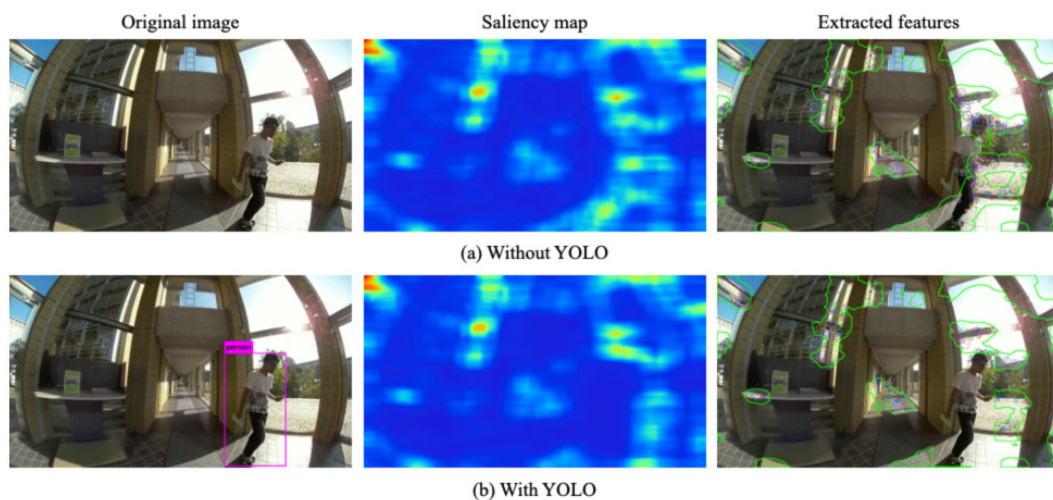 Original image
Saliency map
Extracted features
(a) Without YOLO
person
(b) With YOLO